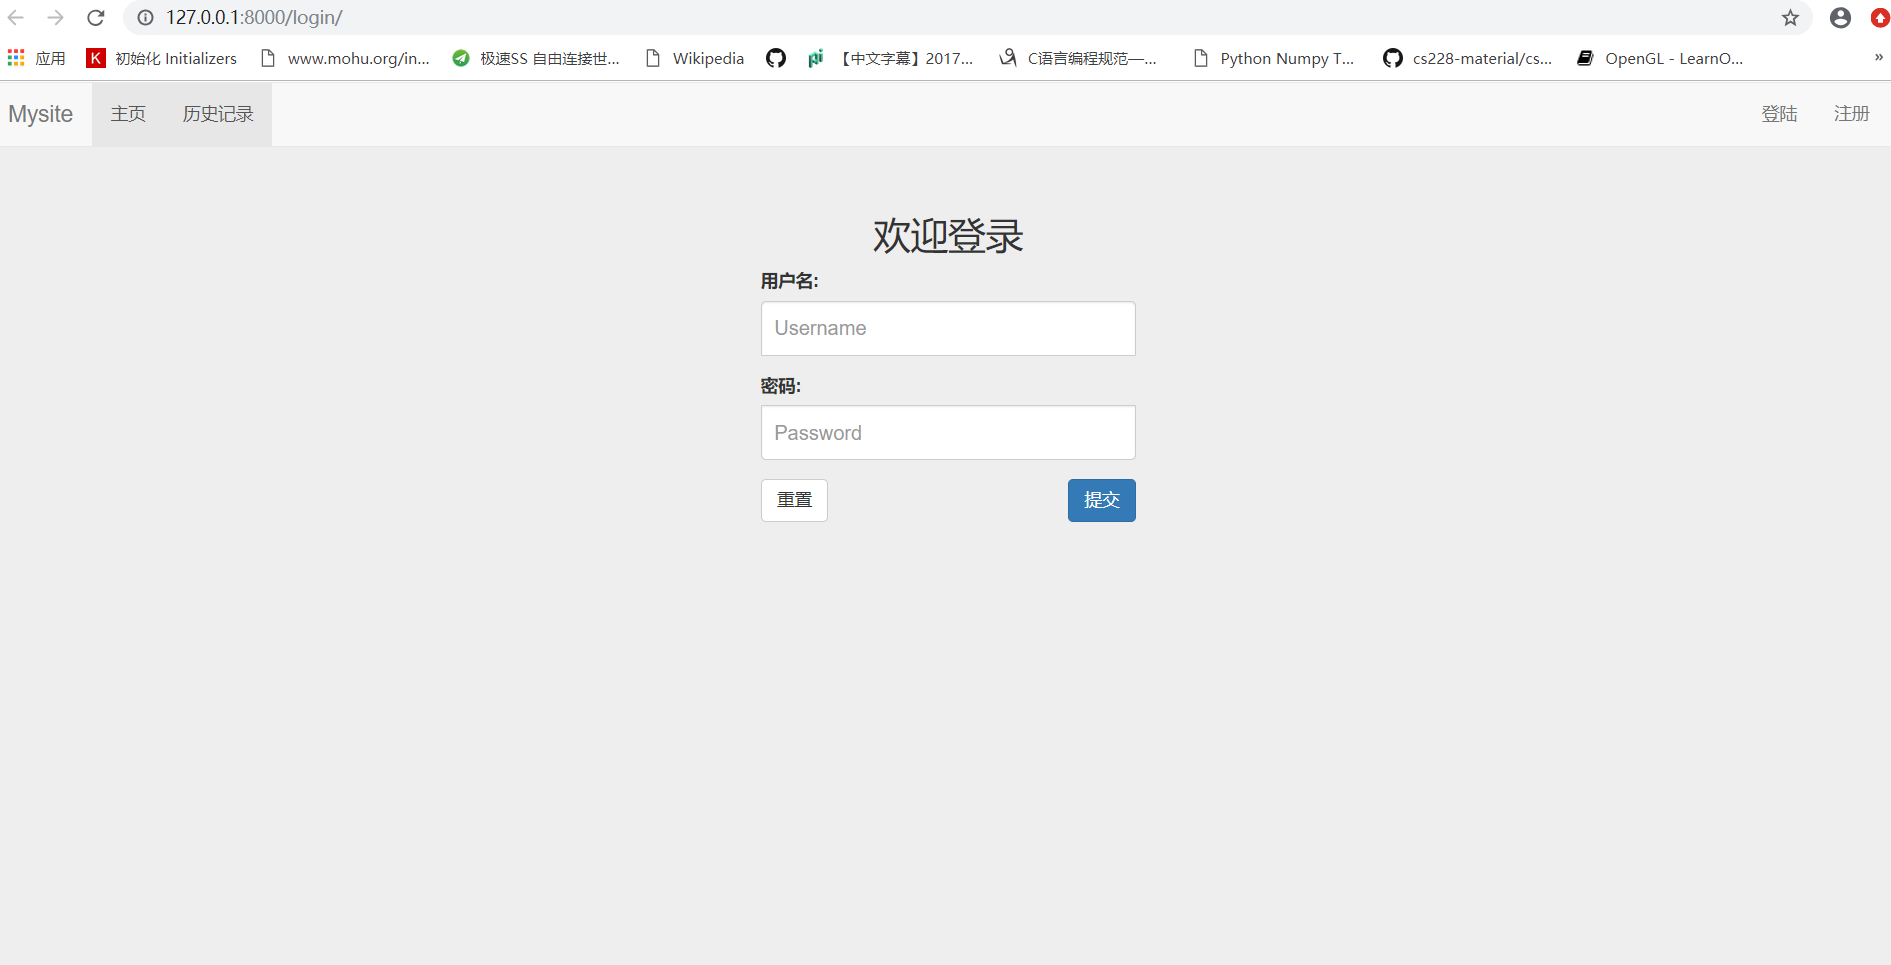 127.0.0.1:8000/login/
应用 初始化 Initializers www.mohu.org/in... 极速SS 自由连接世... Wikipedia 【中文字幕】2017... C语言编程规范—... Python Numpy T... cs228-material/cs... OpenGL - LearnO... »
Mysite 主页 历史记录 登陆 注册
欢迎登录
用户名:
Username
密码:
Password
重置 提交